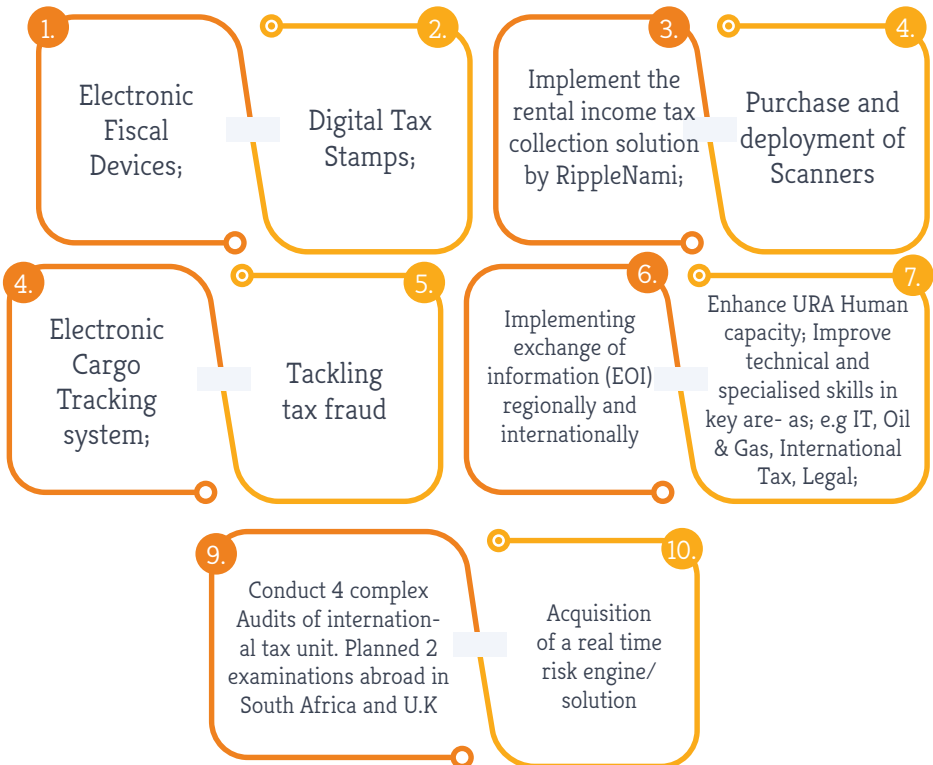 1.
Electronic
Fiscal
Devices;
2.
Digital Tax
Stamps;
3.
Implement the
rental income tax
collection solution
by RippleNami;
4.
Purchase and
deployment of
Scanners
4.
Electronic
Cargo
Tracking
system;
5.
Tackling
tax fraud
6.
Implementing
exchange of
information (EOI)
regionally and
internationally
7.
Enhance URA Human
capacity; Improve
technical and
specialised skills in
key are- as; e.g IT, Oil
& Gas, International
Tax, Legal;
9.
Conduct 4 complex
Audits of internation-
al tax unit. Planned 2
examinations abroad in
South Africa and U.K
10.
Acquisition
of a real time
risk engine/
solution